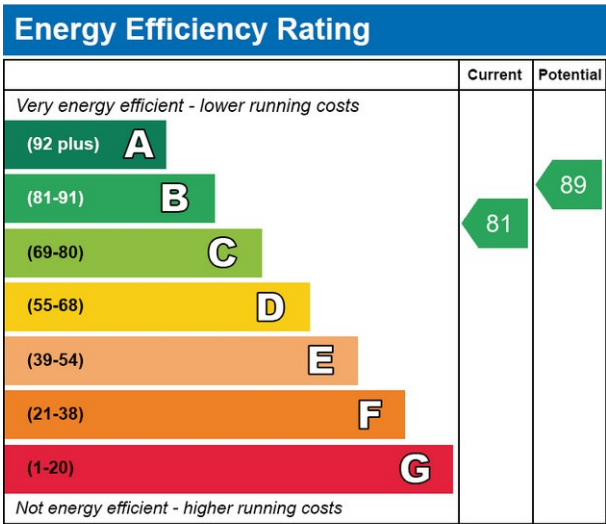 Energy Efficiency Rating
Current Potential
Very energy efficient - lower running costs
(92 plus) A
(81-91) B
(69-80) C
(55-68) D
(39-54) E
(21-38) F
(1-20) G
Not energy efficient - higher running costs
81
89